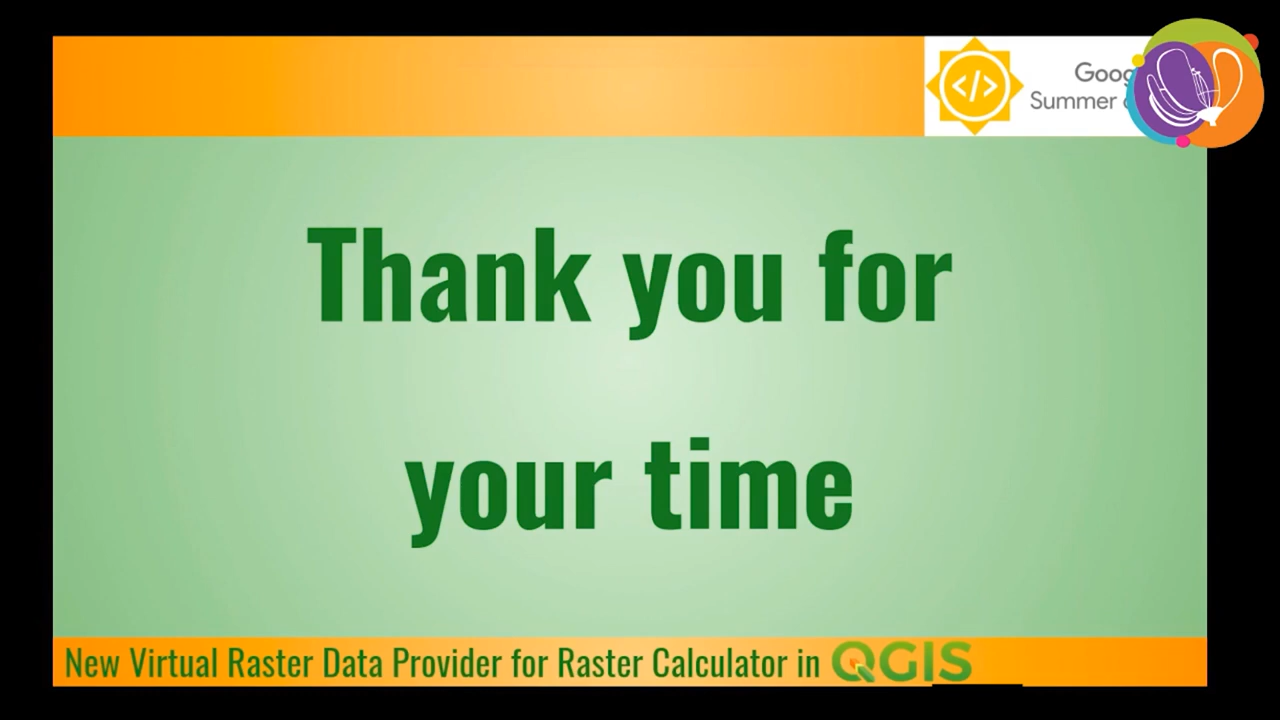 </>
Goog
Summer
Thank you for
your time
New Virtual Raster Data Provider for Raster Calculator in QGIS